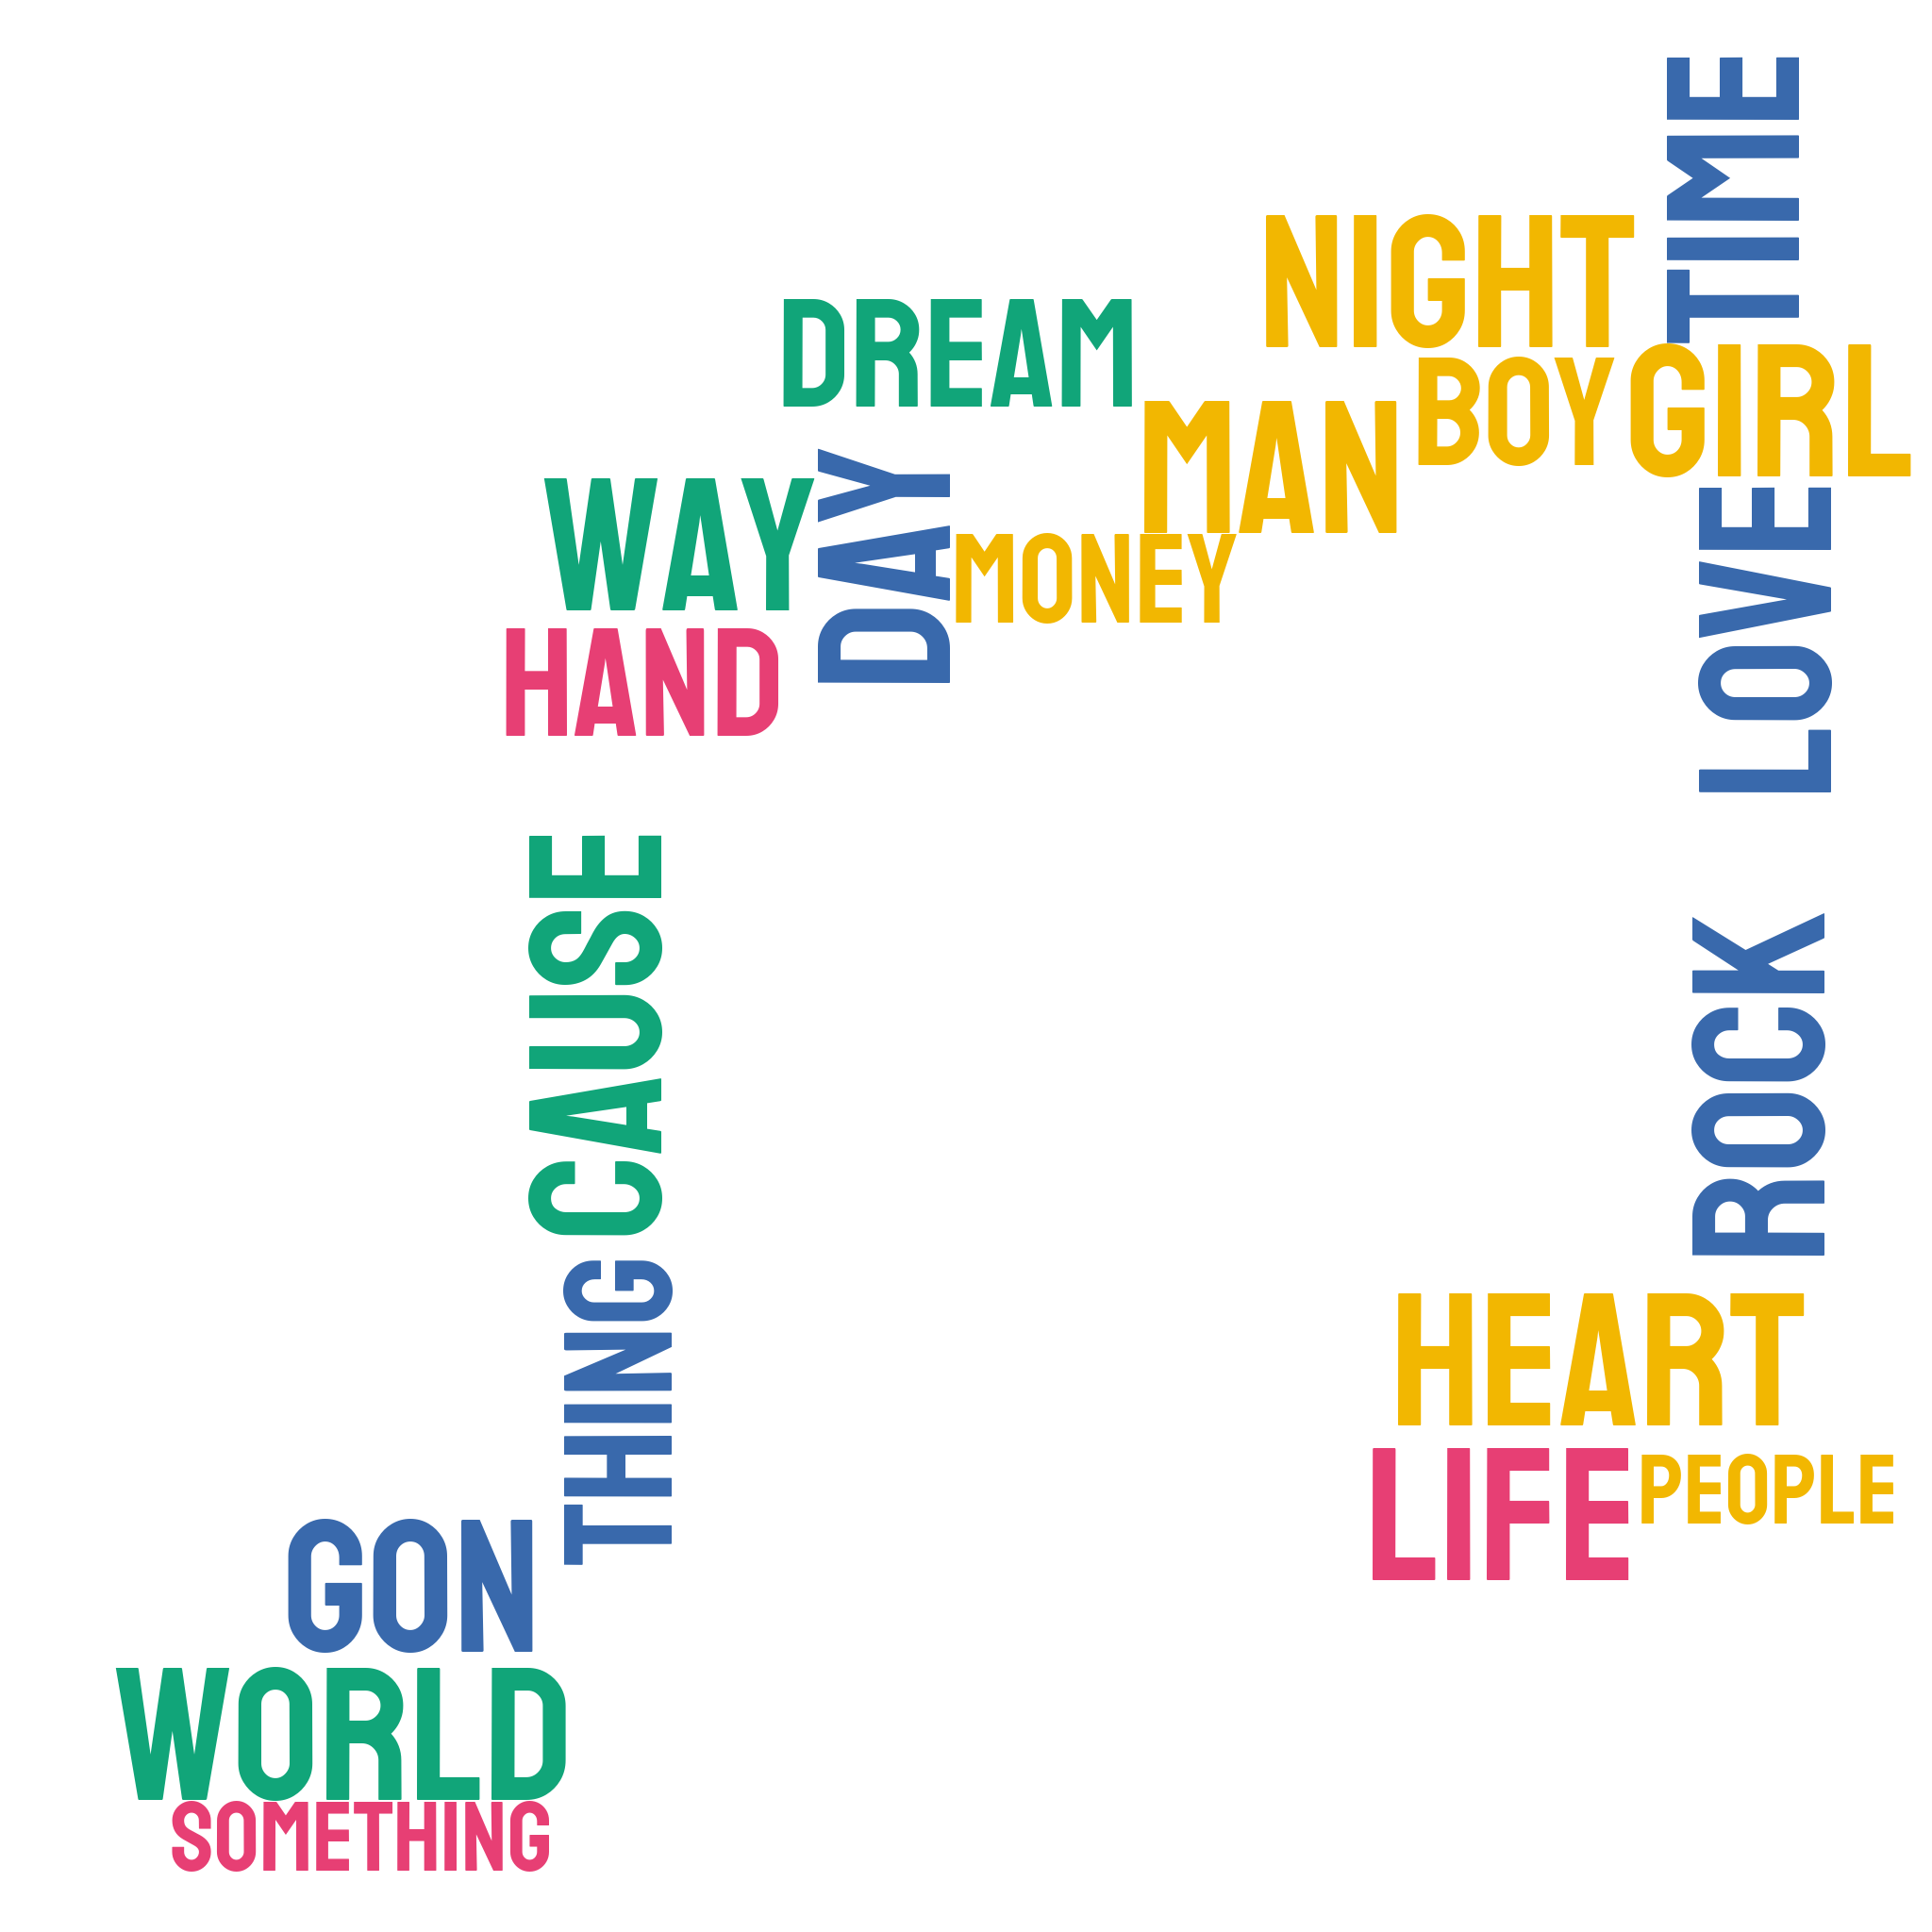 TIME
NIGHT
DREAM
BOY
GIRL
MAN
WAY
DAY
MONEY
LOVE
HAND
CAUSE
ROCK
THING
HEART
LIFE
PEOPLE
GON
WORLD
SOMETHING